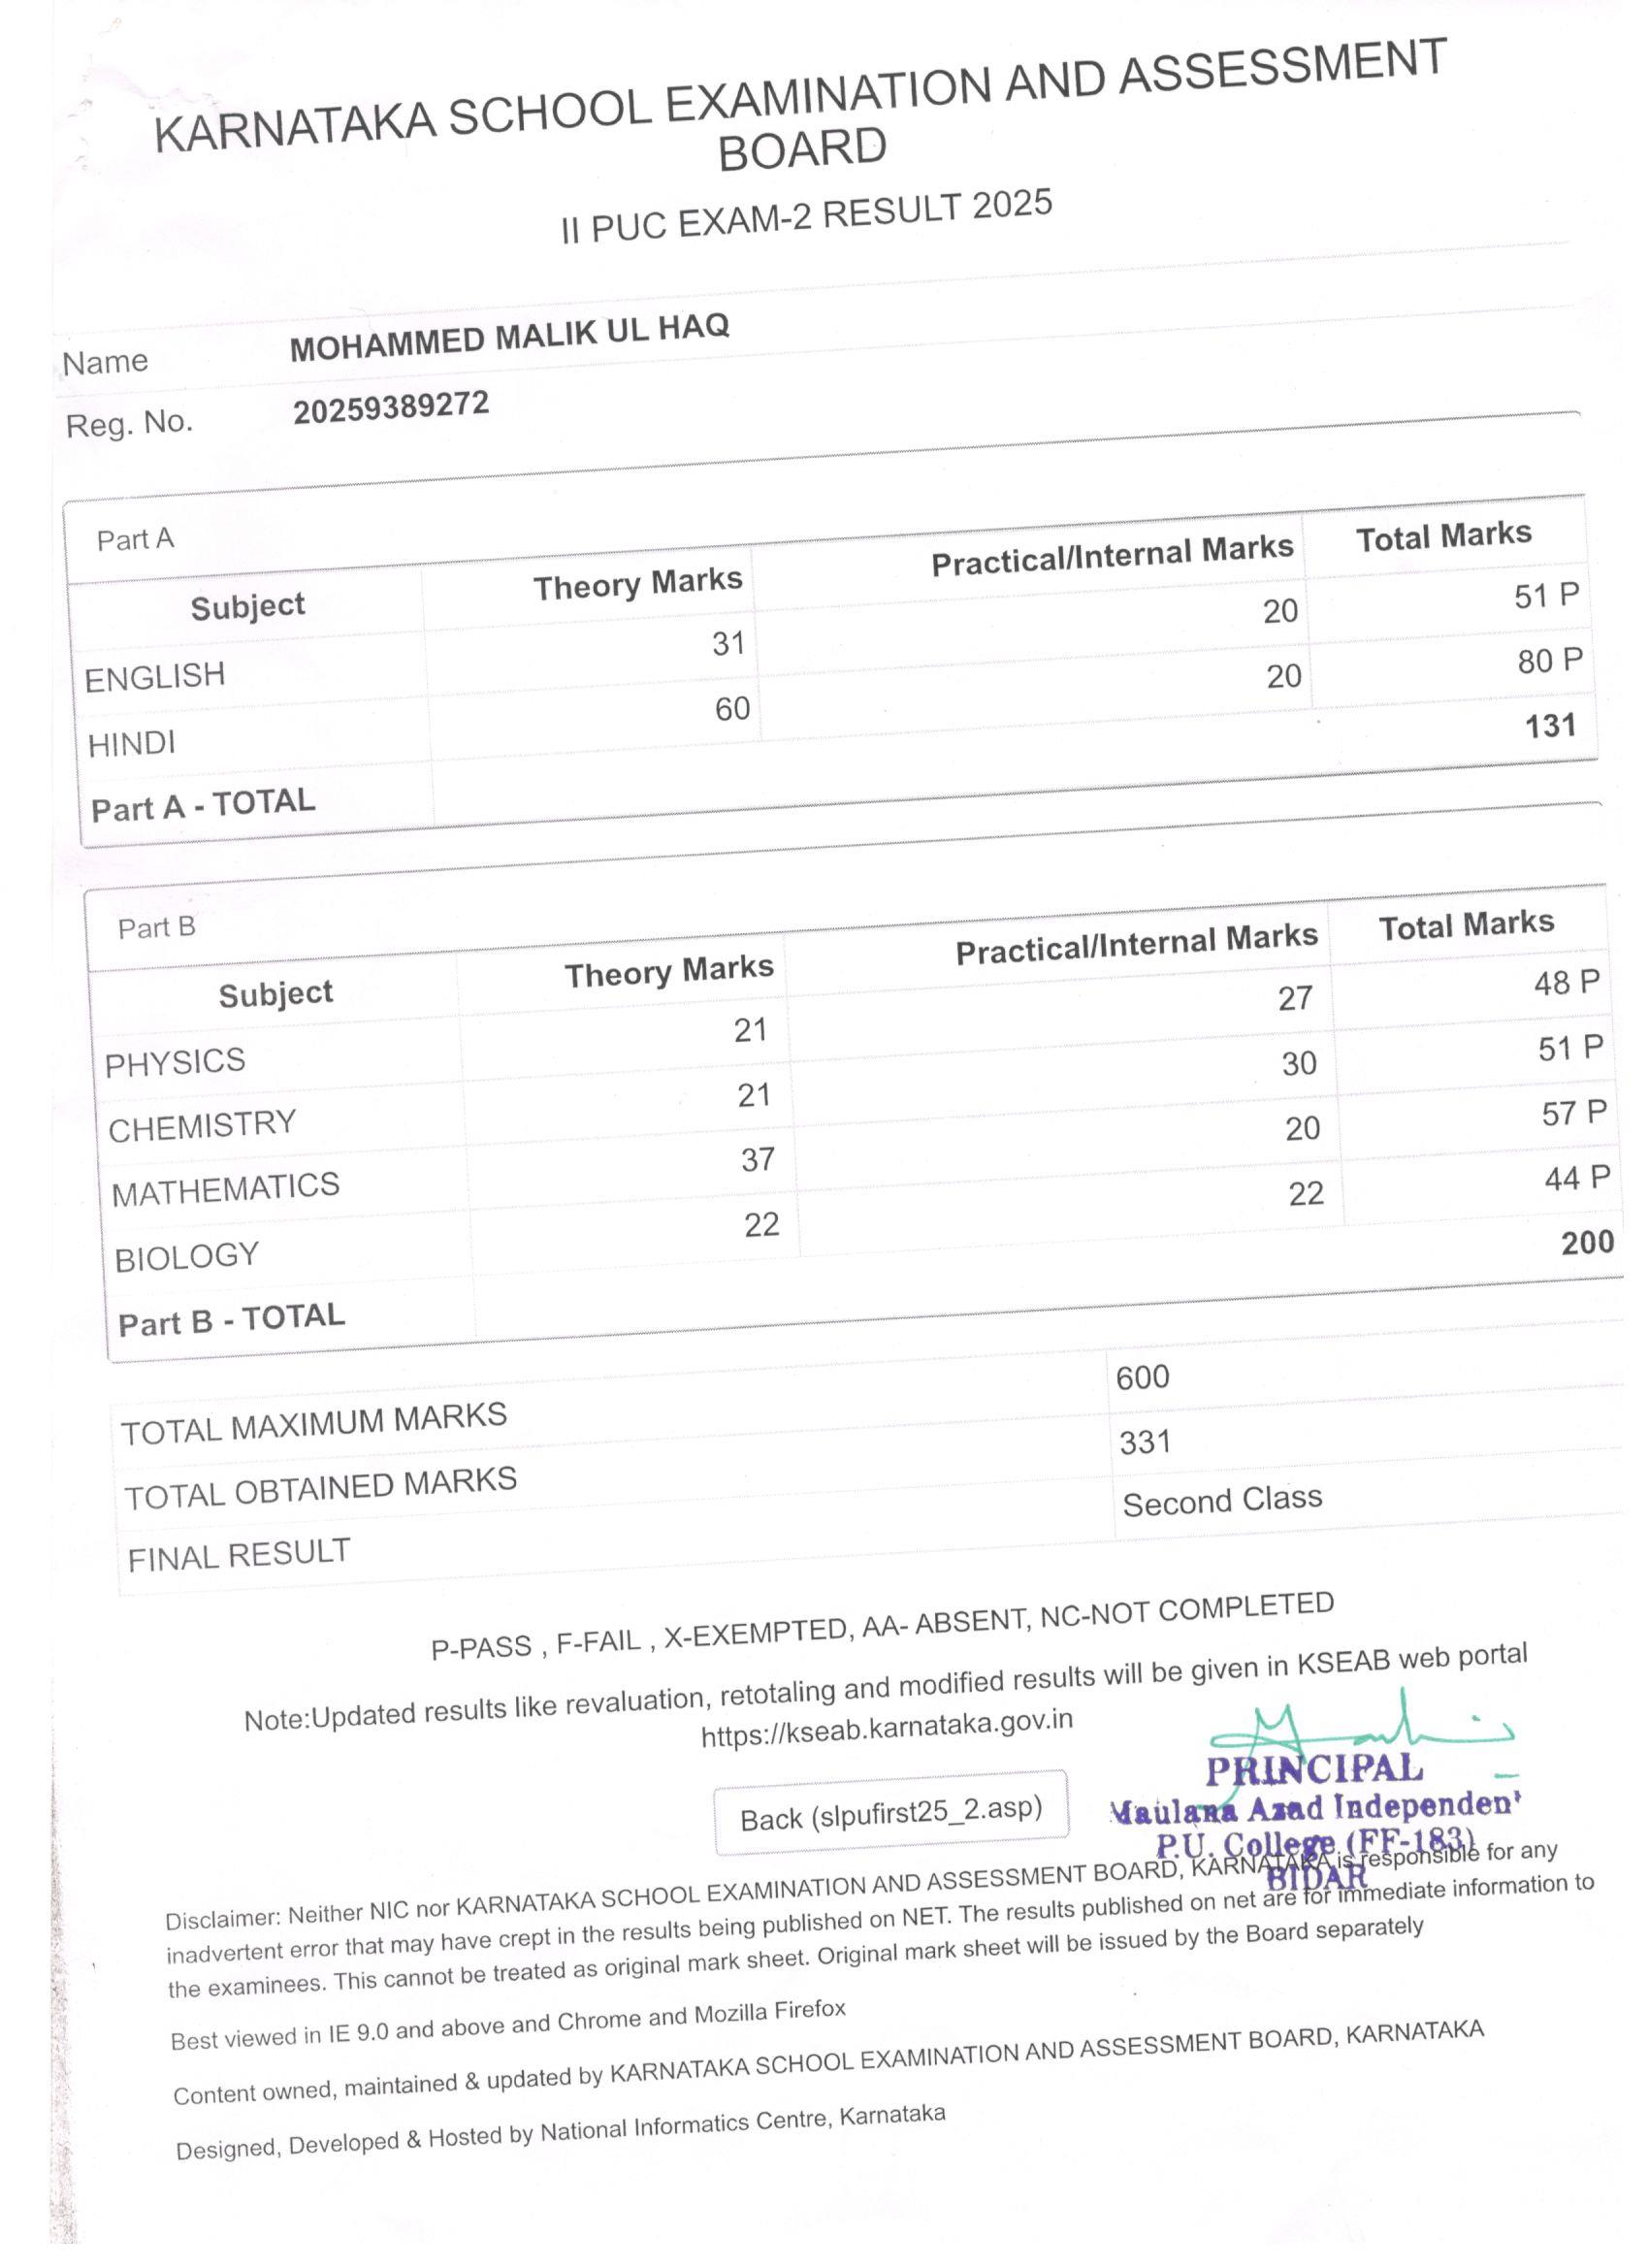 KARNATAKA SCHOOL EXAMINATION AND ASSESSMENT
BOARD
II PUC EXAM-2 RESULT 2025
Name MOHAMMED MALIK UL HAQ
Reg. No. 20259389272
Part A
Subject Theory Marks Practical/Internal Marks Total Marks
ENGLISH 31 20 51 P
HINDI 60 20 80 P
Part A - TOTAL 131
Part B
Subject Theory Marks Practical/Internal Marks Total Marks
PHYSICS 21 27 48 P
CHEMISTRY 21 30 51 P
MATHEMATICS 37 20 57 P
BIOLOGY 22 22 44 P
Part B - TOTAL 200
TOTAL MAXIMUM MARKS 600
TOTAL OBTAINED MARKS 331
FINAL RESULT Second Class
P-PASS , F-FAIL , X-EXEMPTED, AA- ABSENT, NC-NOT COMPLETED
Note:Updated results like revaluation, retotaling and modified results will be given in KSEAB web portal
https://kseab.karnataka.gov.in
Back (slpufirst25_2.asp)
PRINCIPAL
Maulana Azad Independen'
P.U. College (FF-183)
BIDAR
Disclaimer: Neither NIC nor KARNATAKA SCHOOL EXAMINATION AND ASSESSMENT BOARD, KARNATAKA is responsible for any
inadvertent error that may have crept in the results being published on NET. The results published on net are for immediate information to
the examinees. This cannot be treated as original mark sheet. Original mark sheet will be issued by the Board separately
Best viewed in IE 9.0 and above and Chrome and Mozilla Firefox
Content owned, maintained & updated by KARNATAKA SCHOOL EXAMINATION AND ASSESSMENT BOARD, KARNATAKA
Designed, Developed & Hosted by National Informatics Centre, Karnataka